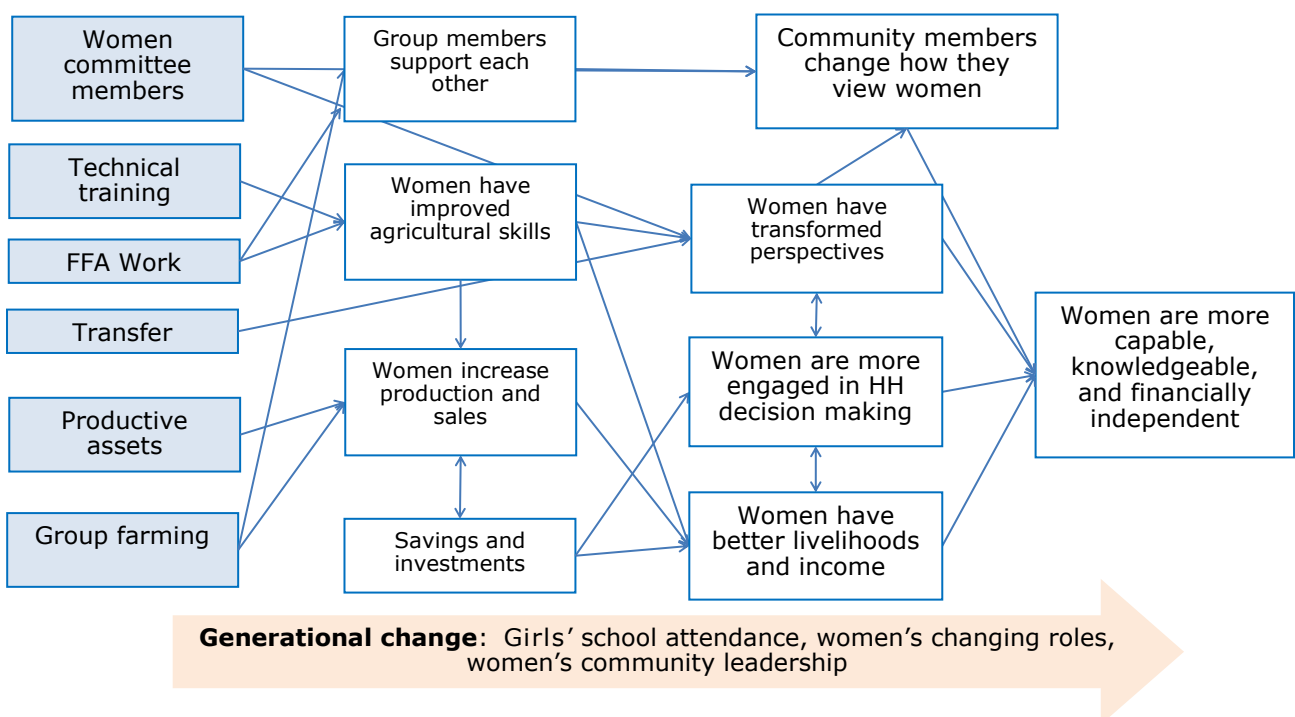 Women
committee
members
Technical
training
FFA Work
Transfer
Productive
assets
Group farming
Group members
support each
other
Women have
improved
agricultural skills
Women increase
production and
sales
Savings and
investments
Community members
change how they
view women
Women have
transformed
perspectives
Women are more
engaged in HH
decision making
Women have
better livelihoods
and income
Women are more
capable,
knowledgeable,
and financially
independent
Generational change:  Girls’ school attendance, women’s changing roles,
women’s community leadership